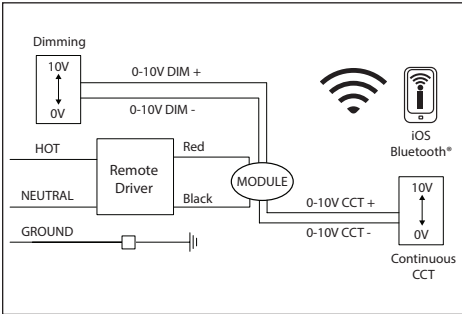 Dimming
10V
0V
0-10V DIM +
0-10V DIM -
iOS
Bluetooth®
HOT
NEUTRAL
GROUND
Remote
Driver
Red
Black
MODULE
0-10V CCT +
0-10V CCT -
10V
0V
Continuous
CCT